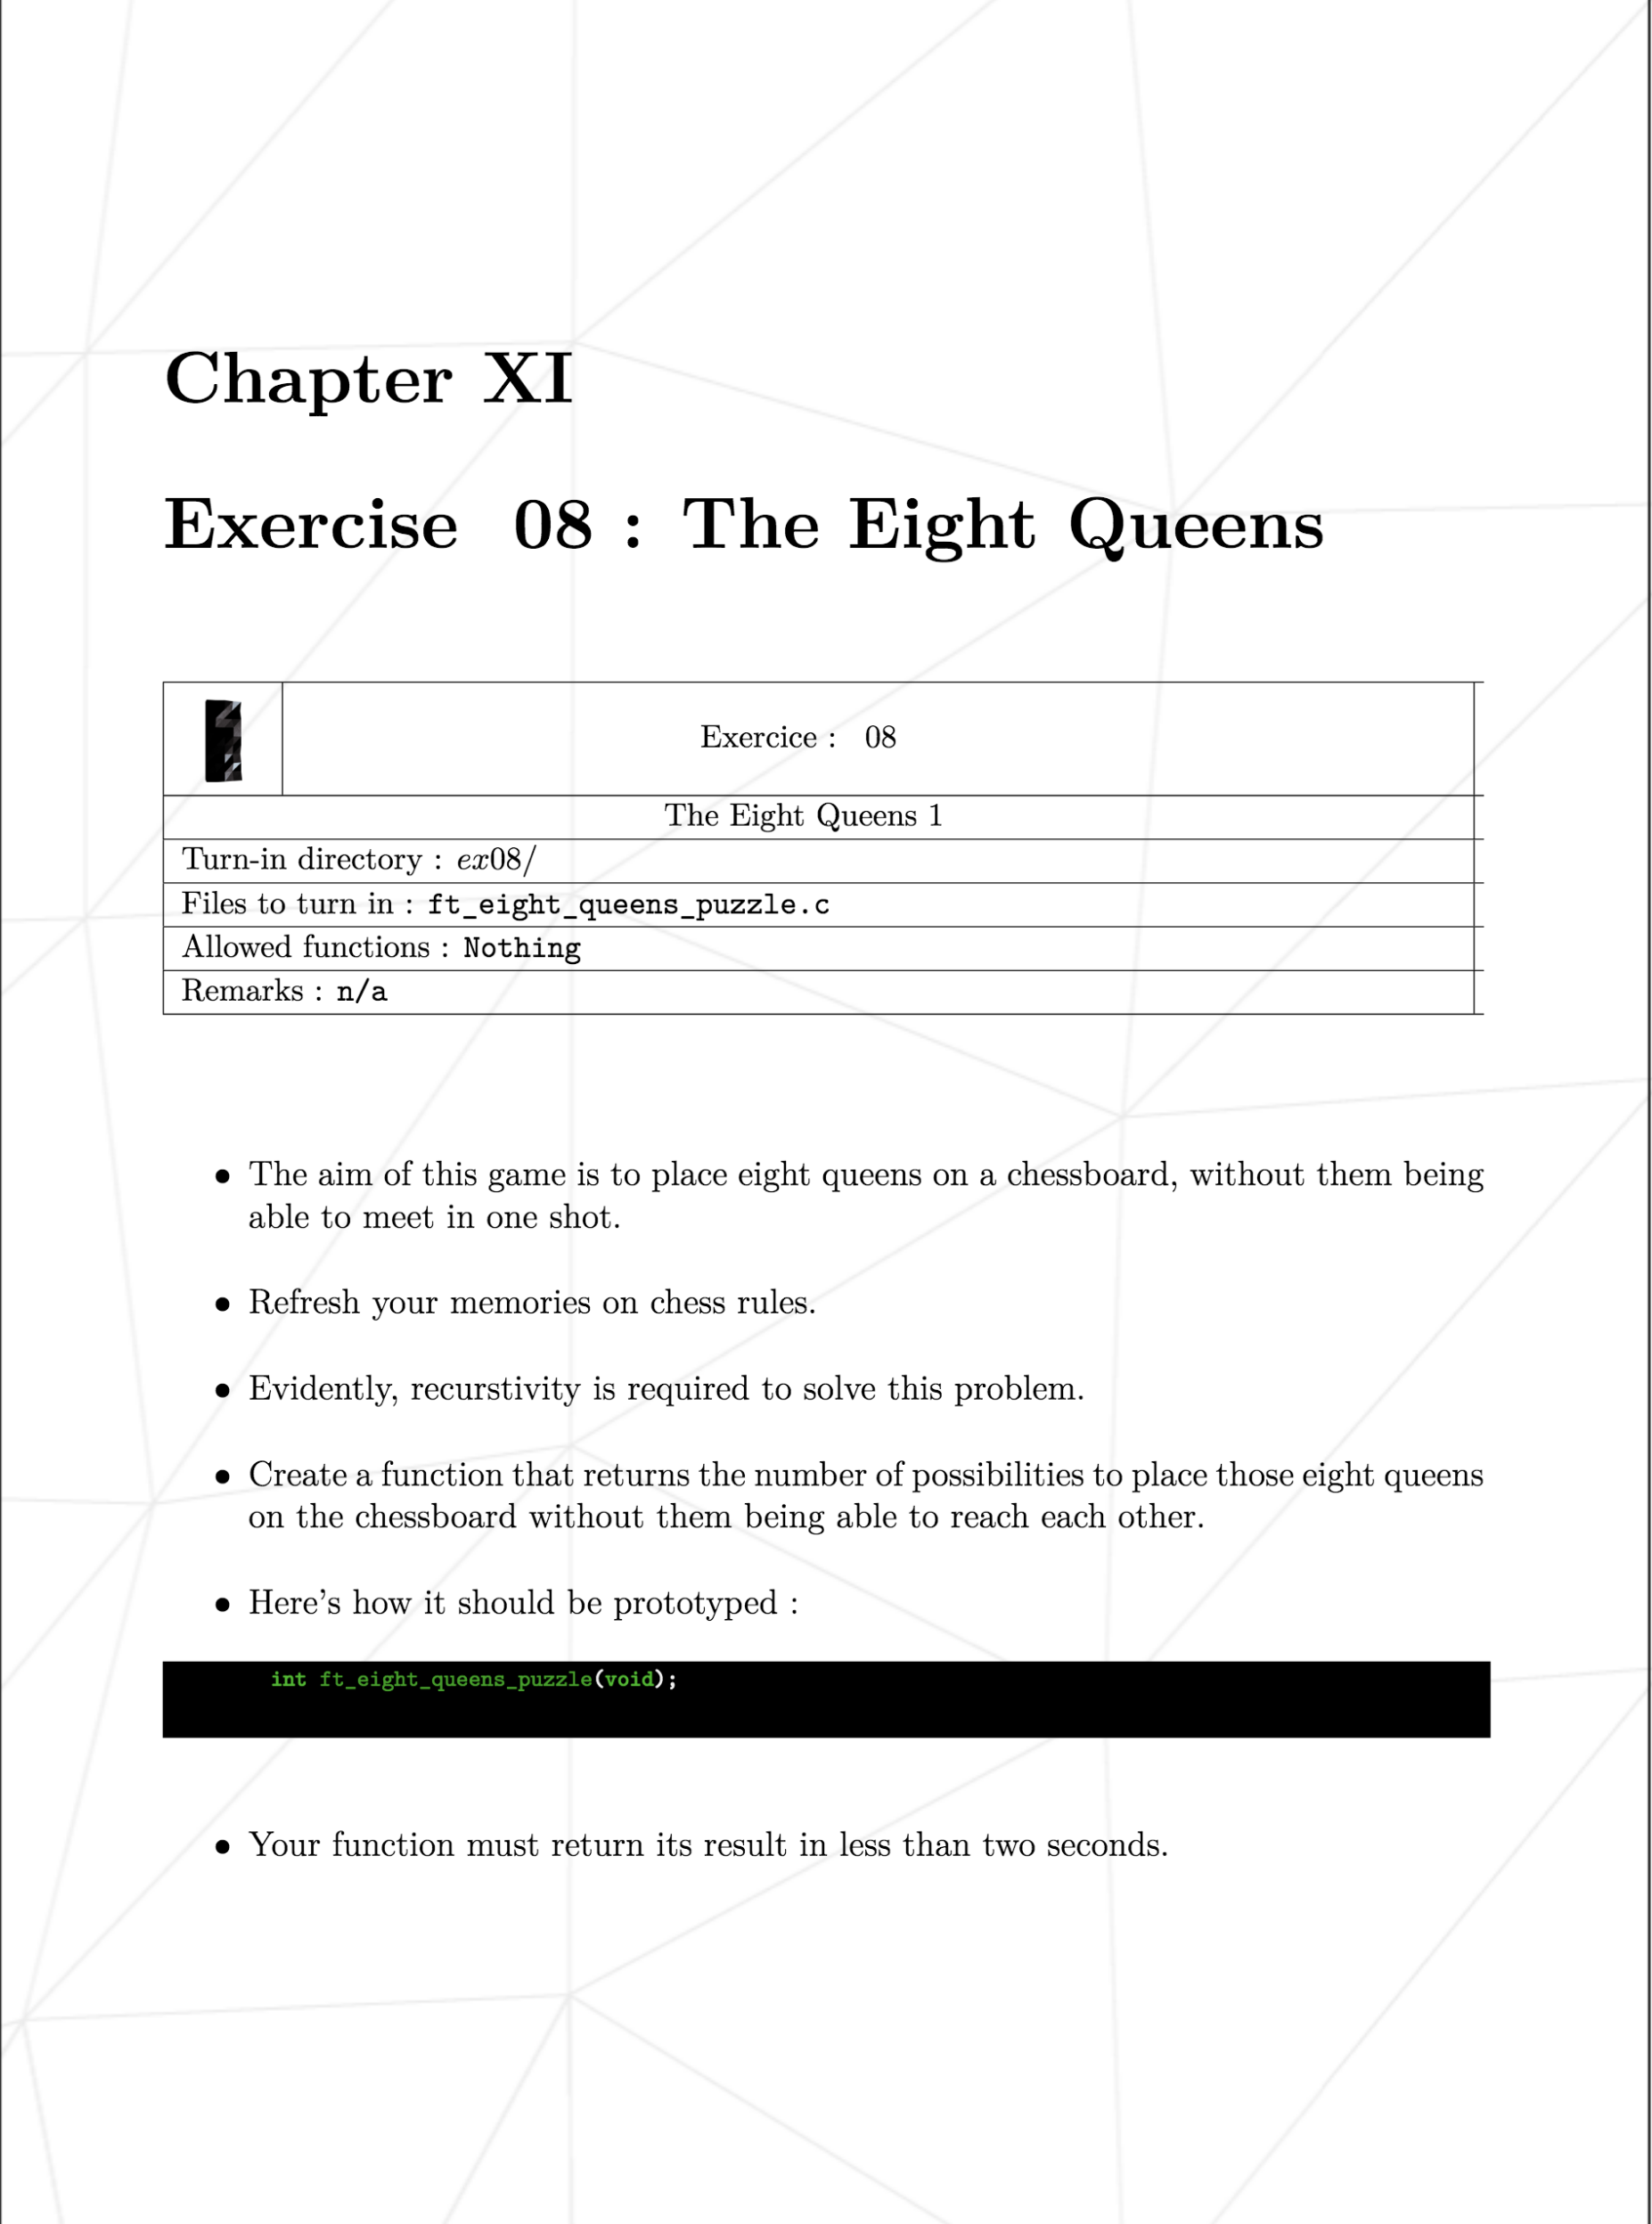 Chapter XI
Exercise 08 : The Eight Queens
Exercice : 08
The Eight Queens 1
Turn-in directory : ex08/
Files to turn in : ft_eight_queens_puzzle.c
Allowed functions : Nothing
Remarks : n/a
• The aim of this game is to place eight queens on a chessboard, without them being
able to meet in one shot.
• Refresh your memories on chess rules.
• Evidently, recurstivity is required to solve this problem.
• Create a function that returns the number of possibilities to place those eight queens
on the chessboard without them being able to reach each other.
• Here's how it should be prototyped :
int ft_eight_queens_puzzle(void);
• Your function must return its result in less than two seconds.